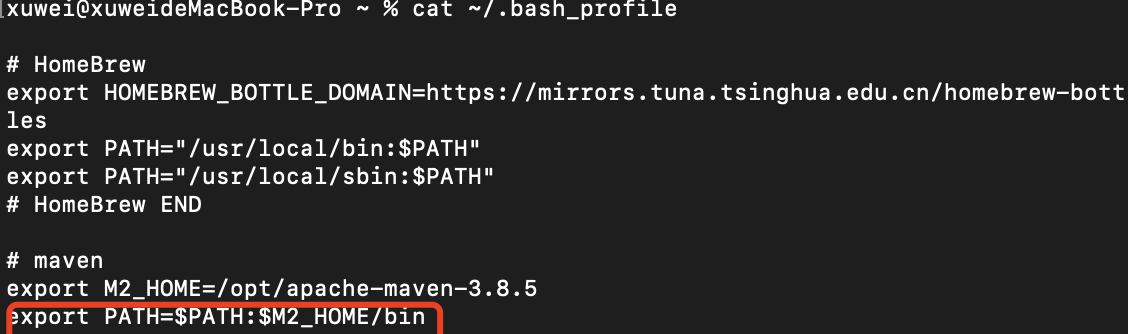 xuwei@xuweideMacBook-Pro ~ % cat ~/.bash_profile
# HomeBrew
export HOMEBREW_BOTTLE_DOMAIN=https://mirrors.tuna.tsinghua.edu.cn/homebrew-bott
les
export PATH="/usr/local/bin:$PATH"
export PATH="/usr/local/sbin:$PATH"
# HomeBrew END
# maven
export M2_HOME=/opt/apache-maven-3.8.5
export PATH=$PATH:$M2_HOME/bin